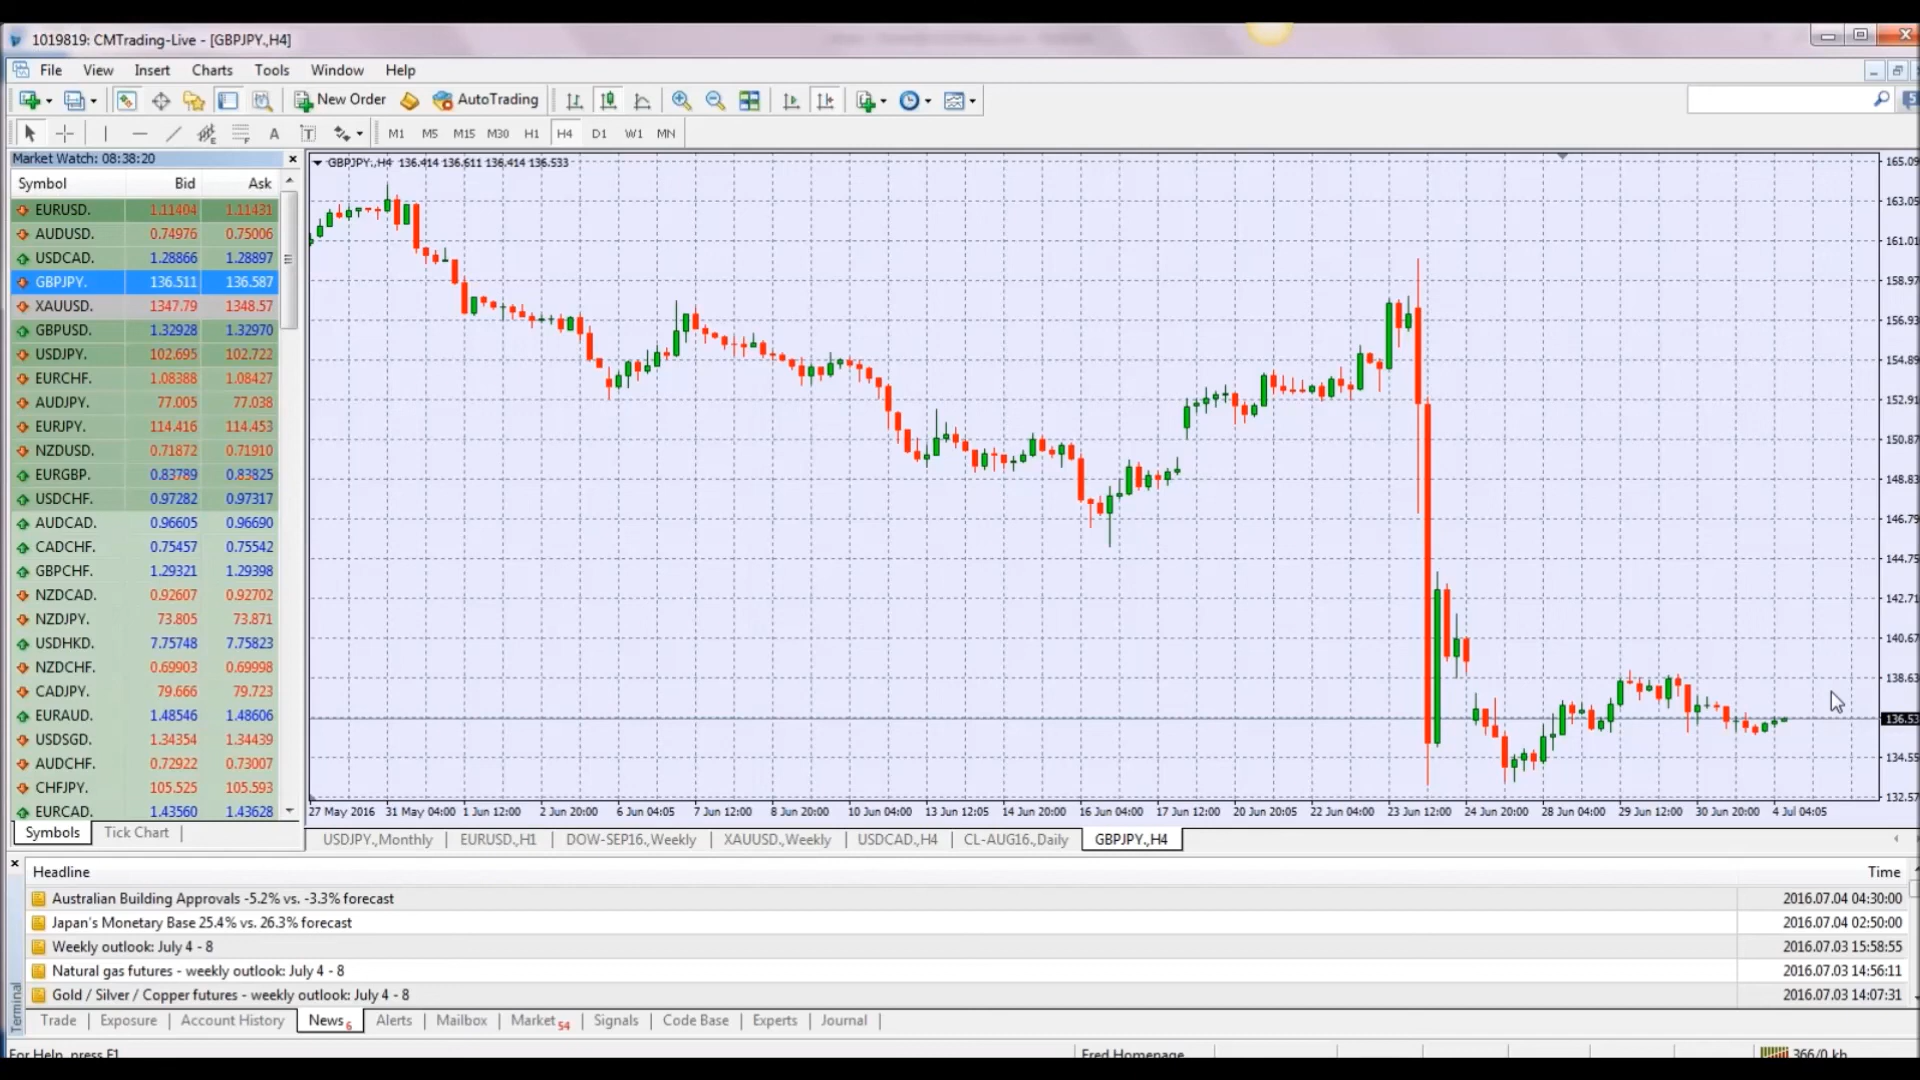 1019819: CMTrading-Live - [GBPJPY.,H4]
File View Insert Charts Tools Window Help
New Order AutoTrading
5
A T M1 M5 M15 M30 H1 H4 D1 W1 MN
Market Watch: 08:38:20
Symbol Bid Ask
EURUSD. 1.11404 1.11431
AUDUSD. 0.74976 0.75006
USDCAD. 1.28866 1.28897
GBPJPY. 136.511 136.587
XAUUSD. 1347.79 1348.57
GBPUSD. 1.32928 1.32970
USDJPY. 102.695 102.722
EURCHF. 1.08388 1.08427
AUDJPY. 77.005 77.038
EURJPY. 114.416 114.453
NZDUSD. 0.71872 0.71910
EURGBP. 0.83789 0.83825
USDCHF. 0.97282 0.97317
AUDCAD. 0.96605 0.96690
CADCHF. 0.75457 0.75542
GBPCHF. 1.29321 1.29398
NZDCAD. 0.92607 0.92702
NZDJPY. 73.805 73.871
USDHKD. 7.75748 7.75823
NZDCHF. 0.69903 0.69998
CADJPY. 79.666 79.723
EURAUD. 1.48546 1.48606
USDSGD. 1.34354 1.34439
AUDCHF. 0.72922 0.73007
CHFJPY. 105.525 105.593
EURCAD. 1.43560 1.43628
Symbols Tick Chart
GBPJPY.,H4 136.414 136.611 136.414 136.533
165.09
163.05
161.01
158.97
156.93
154.89
152.91
150.87
148.83
146.79
144.75
142.71
140.67
138.63
136.53
134.55
132.57
27 May 2016 31 May 04:00 1 Jun 12:00 2 Jun 20:00 6 Jun 04:05 7 Jun 12:00 8 Jun 20:00 10 Jun 04:00 13 Jun 12:05 14 Jun 20:00 16 Jun 04:00 17 Jun 12:00 20 Jun 20:05 22 Jun 04:00 23 Jun 12:00 24 Jun 20:00 28 Jun 04:00 29 Jun 12:00 30 Jun 20:00 4 Jul 04:05
USDJPY.,Monthly EURUSD.,H1 DOW-SEP16.,Weekly XAUUSD.,Weekly USDCAD.,H4 CL-AUG16.,Daily GBPJPY.,H4
Headline Time
Australian Building Approvals -5.2% vs. -3.3% forecast 2016.07.04 04:30:00
Japan's Monetary Base 25.4% vs. 26.3% forecast 2016.07.04 02:50:00
Weekly outlook: July 4 - 8 2016.07.03 15:58:55
Natural gas futures - weekly outlook: July 4 - 8 2016.07.03 14:56:11
Gold / Silver / Copper futures - weekly outlook: July 4 - 8 2016.07.03 14:07:31
Terminal
Trade Exposure Account History News 6 Alerts Mailbox Market 54 Signals Code Base Experts Journal
For Help, press F1 Fred Homepage 366/0 kb